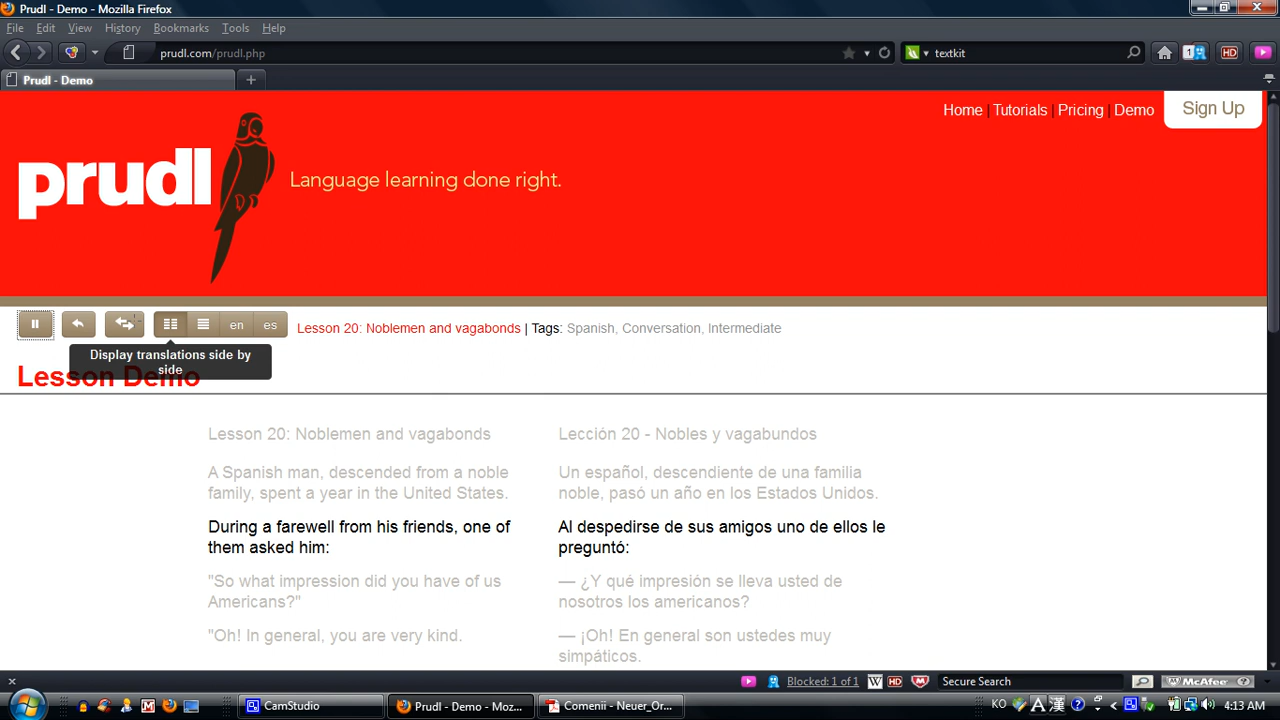 Prudl - Demo - Mozilla Firefox
File Edit View History Bookmarks Tools Help
prudl.com/prudl.php
textkit
1
HD
Prudl - Demo
Home | Tutorials | Pricing | Demo
Sign Up
prudl
Language learning done right.
en
es
Lesson 20: Noblemen and vagabonds | Tags: Spanish, Conversation, Intermediate
Display translations side by
side
Lesson Demo
Lesson 20: Noblemen and vagabonds
A Spanish man, descended from a noble
family, spent a year in the United States.
During a farewell from his friends, one of
them asked him:
"So what impression did you have of us
Americans?"
"Oh! In general, you are very kind.
Lección 20 - Nobles y vagabundos
Un español, descendiente de una familia
noble, pasó un año en los Estados Unidos.
Al despedirse de sus amigos uno de ellos le
preguntó:
— ¿Y qué impresión se lleva usted de
nosotros los americanos?
— ¡Oh! En general son ustedes muy
simpáticos.
Blocked: 1 of 1
W
HD
Secure Search
McAfee
CamStudio
Prudl - Demo - Moz...
Comenii - Neuer_Or...
KO
A 漢
4:13 AM